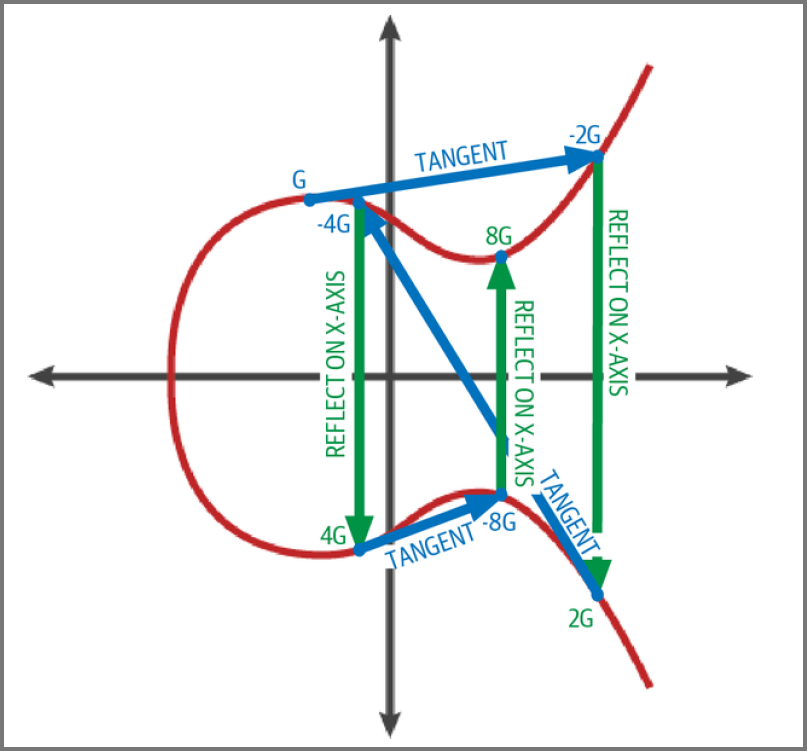 -2G
TANGENT
G
-4G
8G
REFLECT ON X-AXIS
REFLECT ON X-AXIS
REFLECT ON X-AXIS
TANGENT
4G
TANGENT
-8G
2G